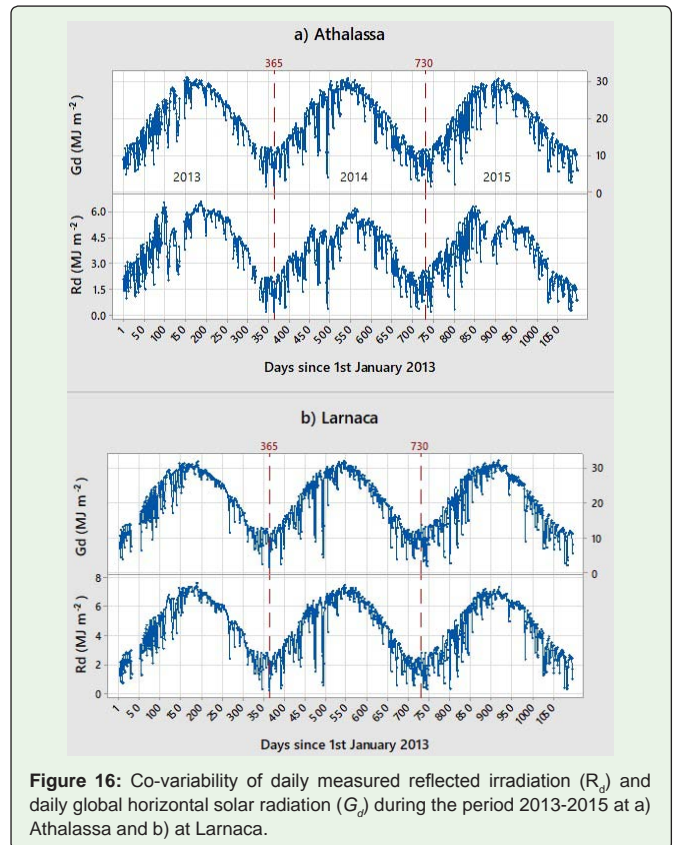 a) Athalassa
365 730
Gd (MJ m⁻²)
30
20
10
0
2013 2014 2015
Rd (MJ m⁻²)
6.0
4.5
3.0
1.5
0.0
1 50 100 150 200 250 300 350 400 450 500 550 600 650 700 750 800 850 900 950 1000 1050
Days since 1st January 2013
b) Larnaca
365 730
Gd (MJ m⁻²)
30
20
10
0
Rd (MJ m⁻²)
8
6
4
2
0
1 50 100 150 200 250 300 350 400 450 500 550 600 650 700 750 800 850 900 950 1000 1050
Days since 1st January 2013
Figure 16: Co-variability of daily measured reflected irradiation (R_d) and
daily global horizontal solar radiation (G_d) during the period 2013-2015 at a)
Athalassa and b) at Larnaca.